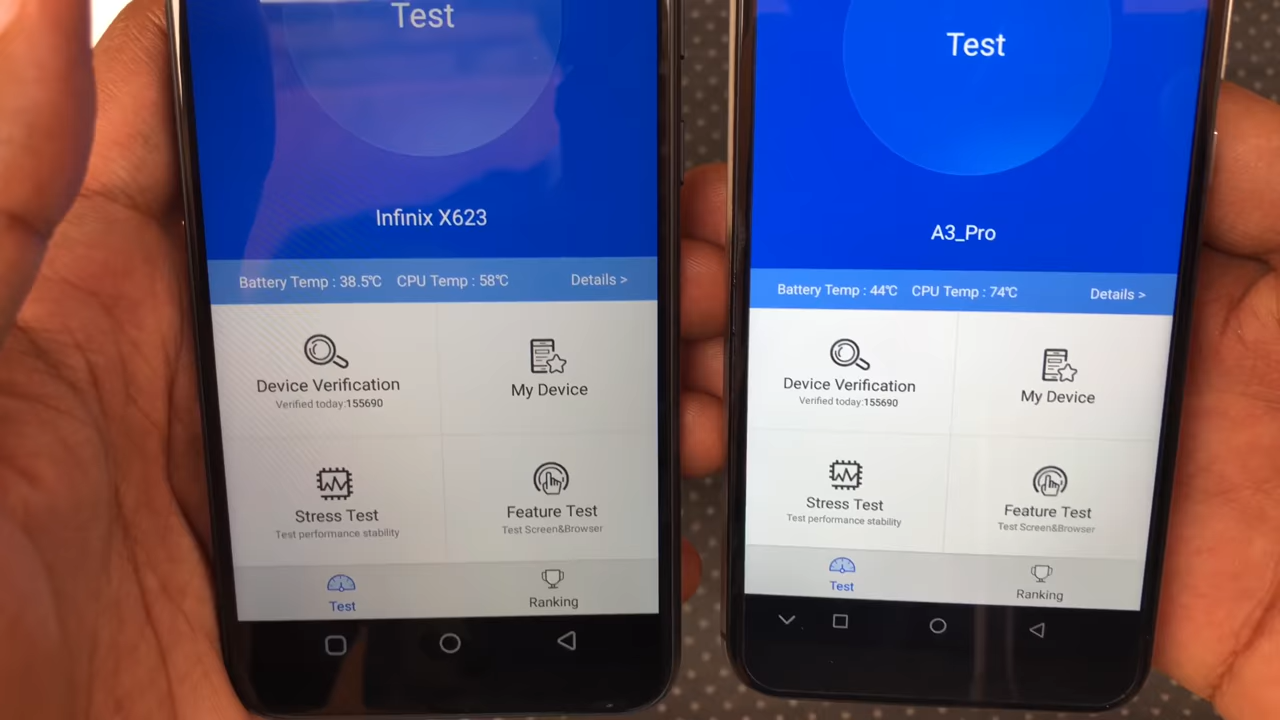 Test
Infinix X623
Battery Temp : 38.5℃ CPU Temp : 58℃ Details >
Device Verification
Verified today:155690
My Device
Stress Test
Test performance stability
Feature Test
Test Screen&Browser
Test
Ranking
Test
A3_Pro
Battery Temp : 44℃ CPU Temp : 74℃ Details >
Device Verification
Verified today:155690
My Device
Stress Test
Test performance stability
Feature Test
Test Screen&Browser
Test
Ranking